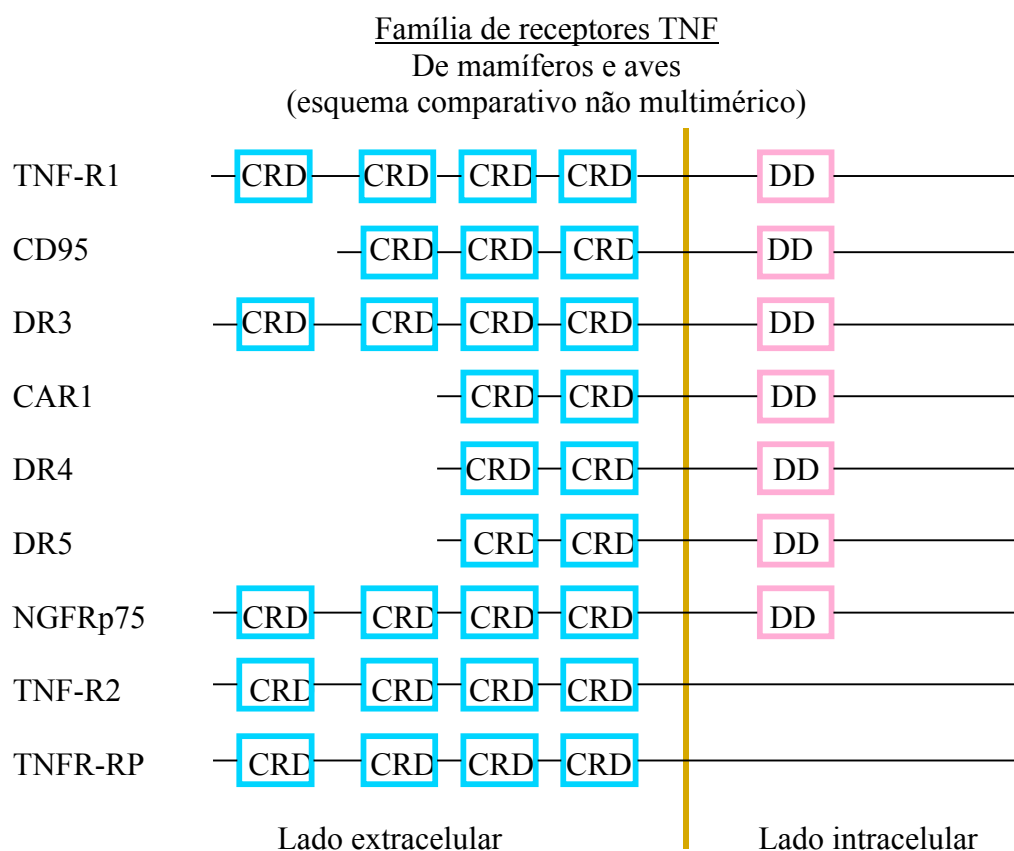 Família de receptores TNF
De mamíferos e aves
(esquema comparativo não multimérico)
TNF-R1 CRD CRD CRD CRD DD
CD95 CRD CRD CRD DD
DR3 CRD CRD CRD CRD DD
CAR1 CRD CRD DD
DR4 CRD CRD DD
DR5 CRD CRD DD
NGFRp75 CRD CRD CRD CRD DD
TNF-R2 CRD CRD CRD CRD
TNFR-RP CRD CRD CRD CRD
Lado extracelular Lado intracelular